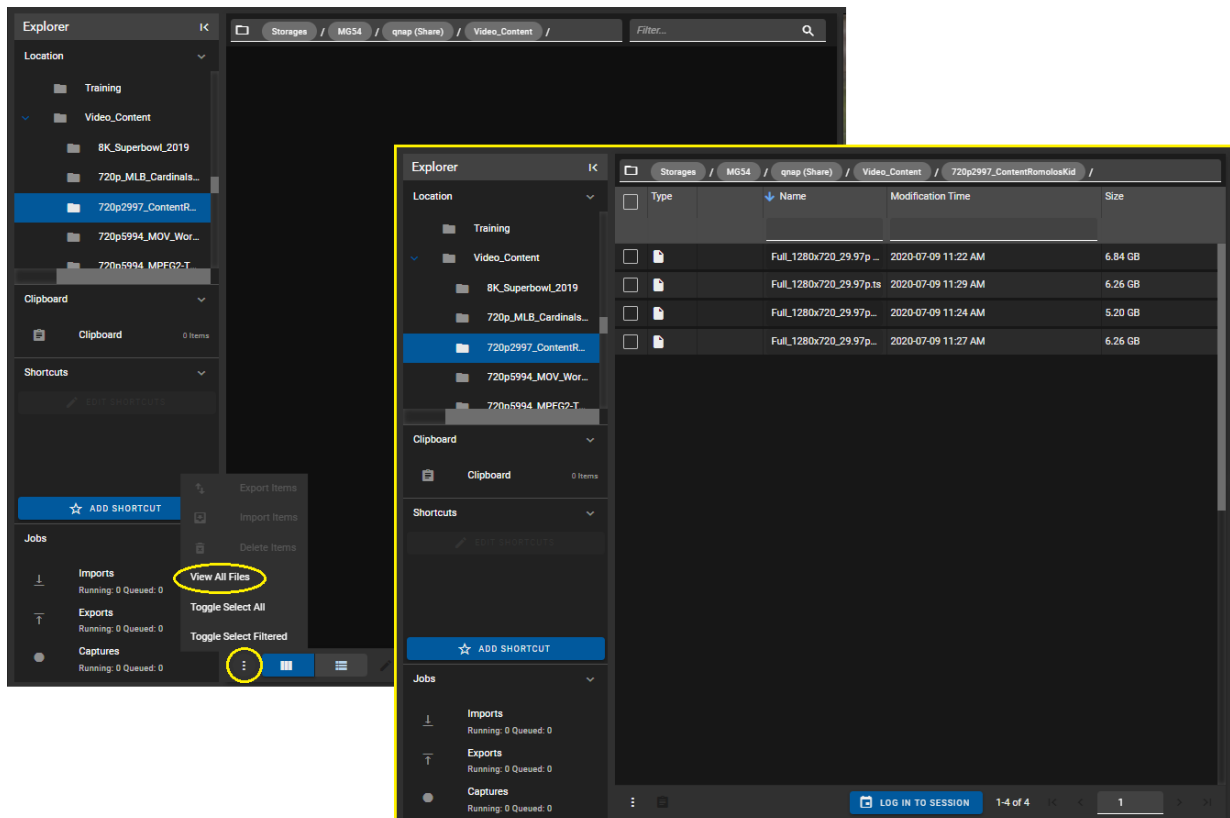 Explorer
Storages / MG54 / qnap (Share) / Video_Content /
Filter...
Location
Training
Video_Content
8K_Superbowl_2019
720p_MLB_Cardinals...
720p2997_ContentR...
720p5994_MOV_Wor...
720p5994_MPEG2-T
Clipboard
Clipboard
0 Items
Shortcuts
EDIT SHORTCUTS
ADD SHORTCUT
Jobs
Imports
Running: 0 Queued: 0
Exports
Running: 0 Queued: 0
Captures
Running: 0 Queued: 0
Export Items
Import Items
Delete Items
View All Files
Toggle Select All
Toggle Select Filtered
Explorer
Storages / MG54 / qnap (Share) / Video_Content / 720p2997_ContentRomolosKid /
Location
Training
Video_Content
8K_Superbowl_2019
720p_MLB_Cardinals...
720p2997_ContentR...
720p5994_MOV_Wor...
720p5994_MPEG2-T
Clipboard
Clipboard
0 Items
Shortcuts
EDIT SHORTCUTS
ADD SHORTCUT
Jobs
Imports
Running: 0 Queued: 0
Exports
Running: 0 Queued: 0
Captures
Running: 0 Queued: 0
Type Name Modification Time Size
Full_1280x720_29.97p ... 2020-07-09 11:22 AM 6.84 GB
Full_1280x720_29.97p.ts 2020-07-09 11:29 AM 6.26 GB
Full_1280x720_29.97p... 2020-07-09 11:24 AM 5.20 GB
Full_1280x720_29.97p... 2020-07-09 11:27 AM 6.26 GB
LOG IN TO SESSION
1-4 of 4
1